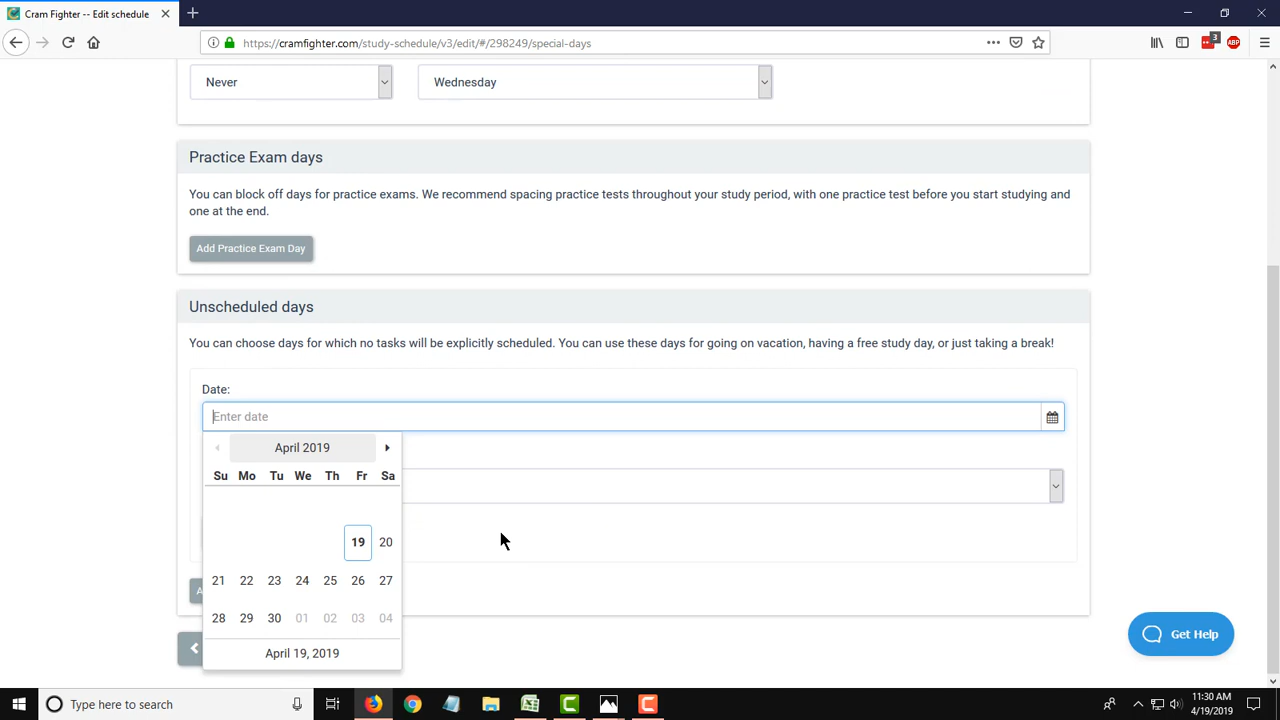 Cram Fighter -- Edit schedule
https://cramfighter.com/study-schedule/v3/edit/#/298249/special-days
3
ABP
Never
Wednesday
Practice Exam days
You can block off days for practice exams. We recommend spacing practice tests throughout your study period, with one practice test before you start studying and
one at the end.
Add Practice Exam Day
Unscheduled days
You can choose days for which no tasks will be explicitly scheduled. You can use these days for going on vacation, having a free study day, or just taking a break!
Date:
Enter date
April 2019
Su Mo Tu We Th Fr Sa
19 20
21 22 23 24 25 26 27
28 29 30 01 02 03 04
April 19, 2019
Get Help
Type here to search
11:30 AM
4/19/2019